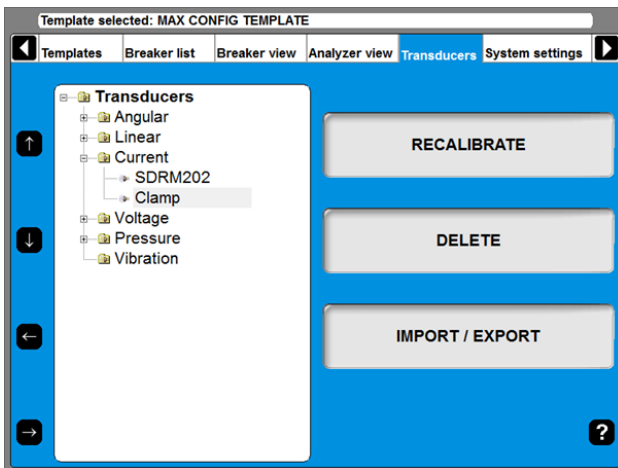 Template selected: MAX CONFIG TEMPLATE
Templates Breaker list Breaker view Analyzer view Transducers System settings
Transducers
Angular
Linear
Current
SDRM202
Clamp
Voltage
Pressure
Vibration
RECALIBRATE
DELETE
IMPORT / EXPORT
?